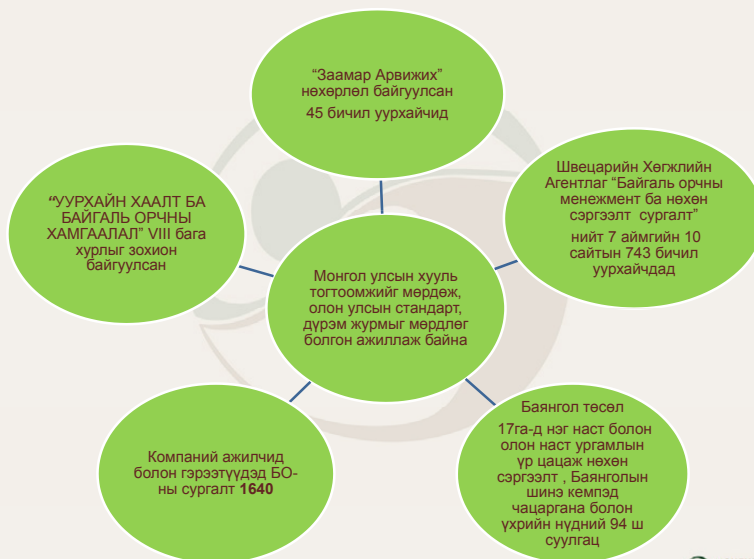 “Заамар Арвижих”
нөхөрлөл байгуулсан
45 бичил уурхайчид
Швецарийн Хөгжлийн
Агентлаг “Байгаль орчны
менежмент ба нөхөн
сэргээлт сургалт”
нийт 7 аймгийн 10
сайтын 743 бичил
уурхайчдад
“УУРХАЙН ХААЛТ БА
БАЙГАЛЬ ОРЧНЫ
ХАМГААЛАЛ” VIII бага
хурлыг зохион
байгуулсан
Монгол улсын хууль
тогтоомжийг мөрдөж,
олон улсын стандарт,
дүрэм журмыг мөрдлөг
болгон ажиллаж байна
Компаний ажилчид
болон гэрээтүүдэд БО-
ны сургалт 1640
Баянгол төсөл
17га-д нэг наст болон
олон наст ургамлын
үр цацаж нөхөн
сэргээлт , Баянголын
шинэ кемпэд
чацаргана болон
үхрийн нүдний 94 ш
суулгац